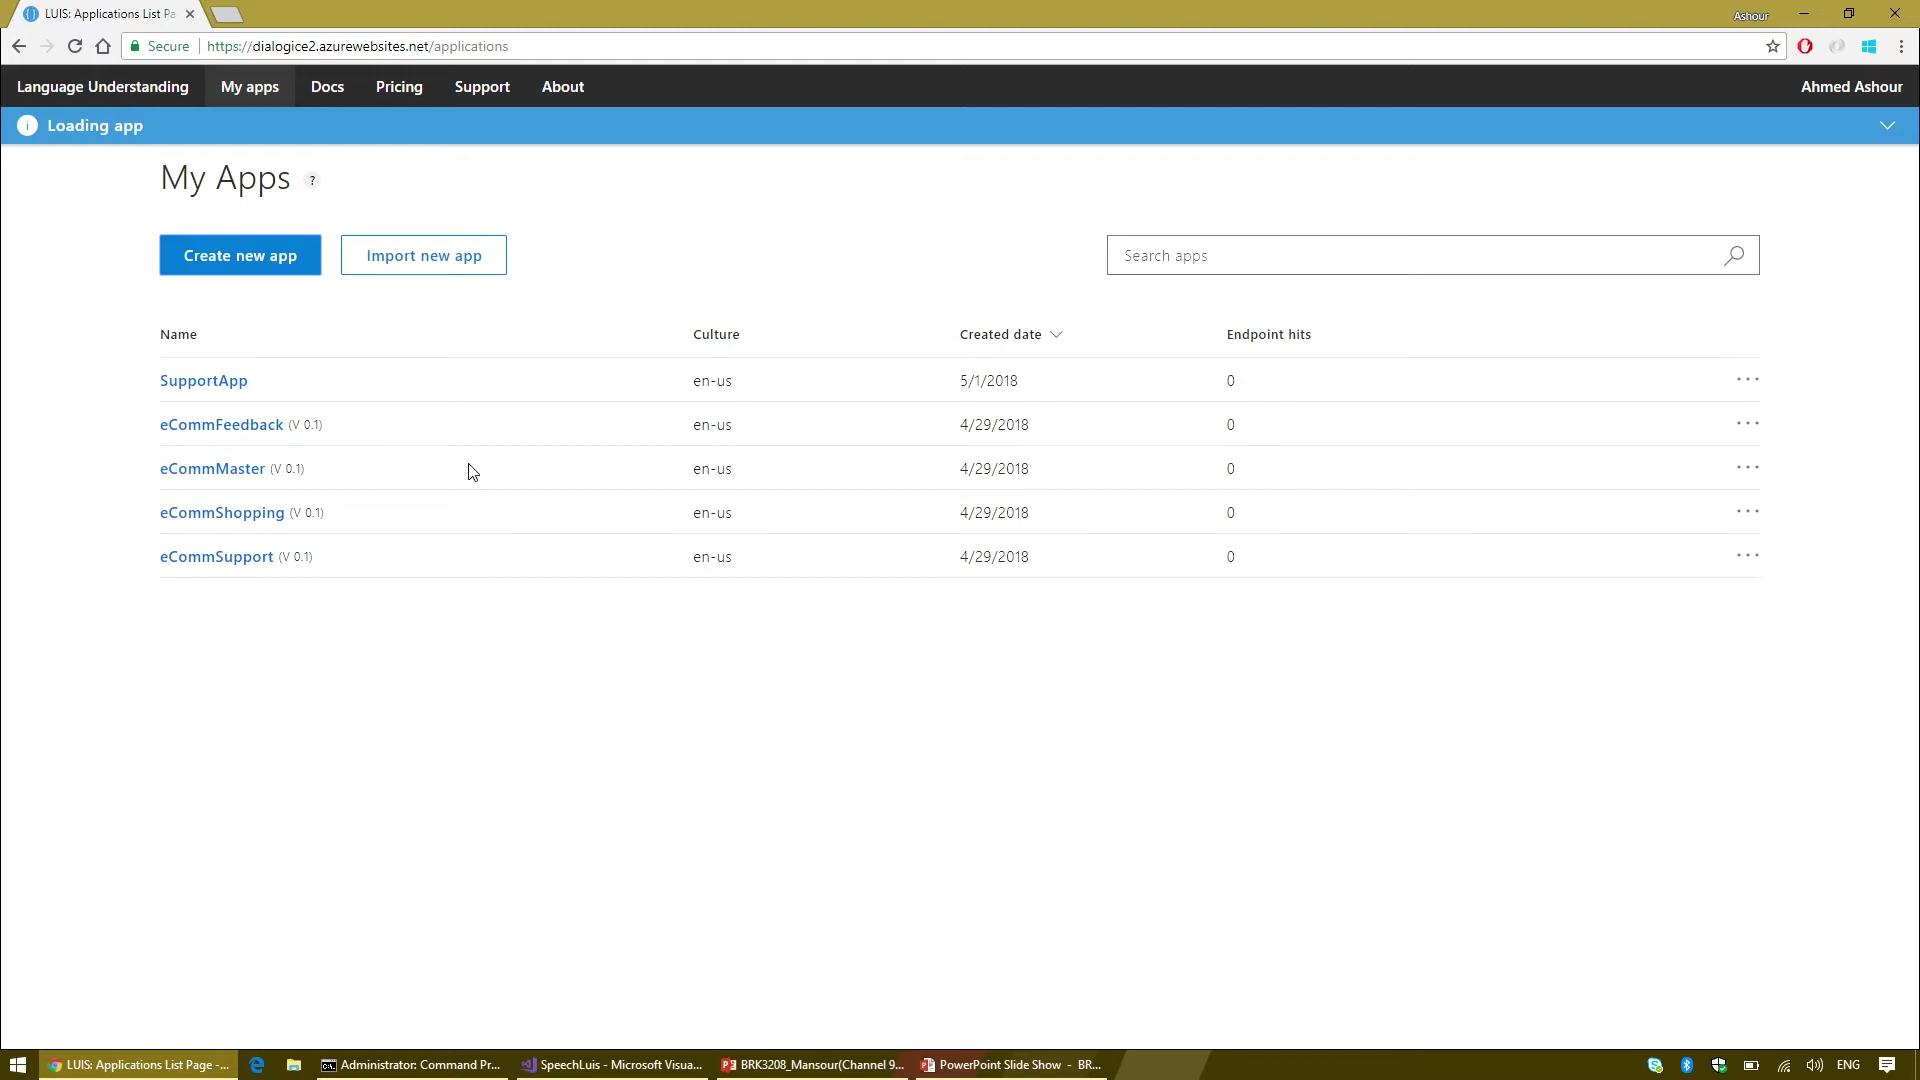 LUIS: Applications List Pa
Ashour
Secure https://dialogice2.azurewebsites.net/applications
Language Understanding My apps Docs Pricing Support About Ahmed Ashour
Loading app
My Apps ?
Create new app Import new app Search apps
Name Culture Created date Endpoint hits
SupportApp en-us 5/1/2018 0 ...
eCommFeedback (V 0.1) en-us 4/29/2018 0 ...
eCommMaster (V 0.1) en-us 4/29/2018 0 ...
eCommShopping (V 0.1) en-us 4/29/2018 0 ...
eCommSupport (V 0.1) en-us 4/29/2018 0 ...
LUIS: Applications List Page -... Administrator: Command Pr... SpeechLuis - Microsoft Visua... BRK3208_Mansour(Channel 9... PowerPoint Slide Show - BR... ENG